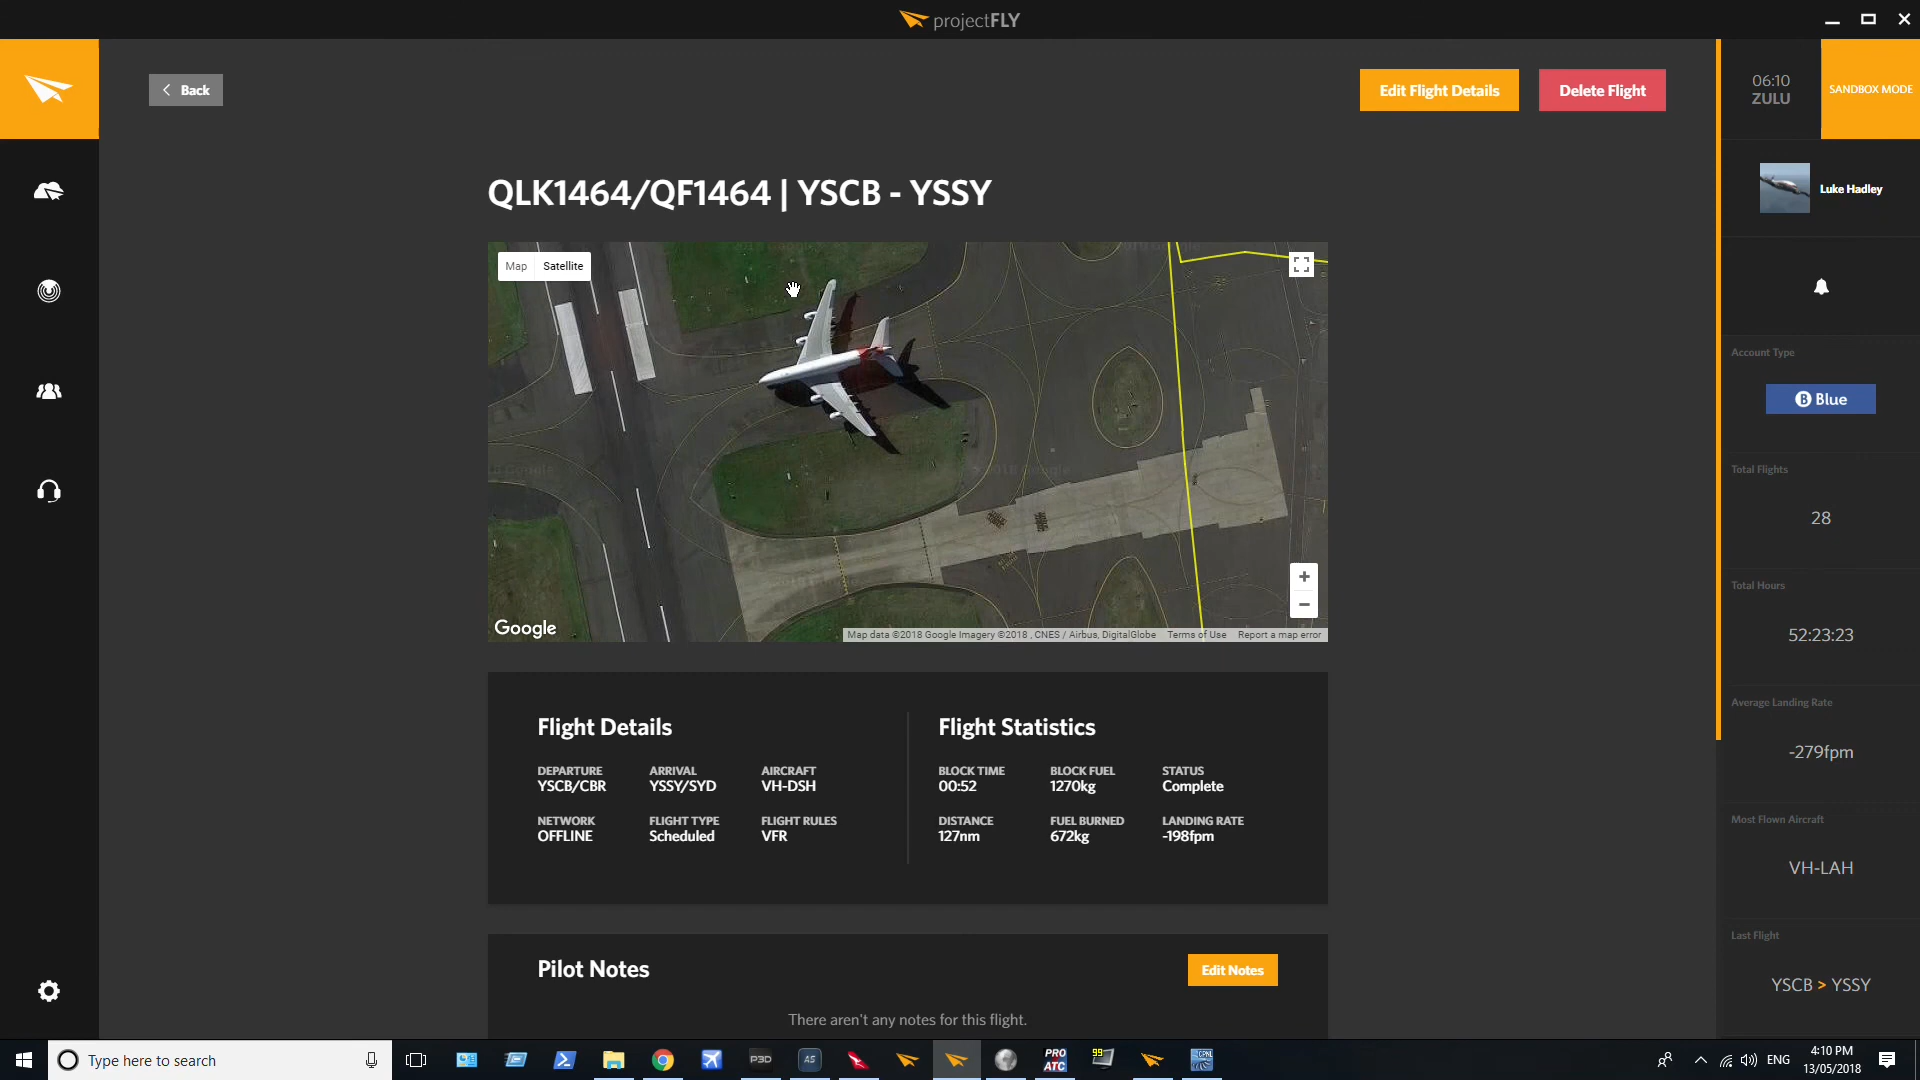 projectFLY
Back
Edit Flight Details
Delete Flight
06:10
ZULU
SANDBOX MODE
Luke Hadley
QLK1464/QF1464 | YSCB - YSSY
Map
Satellite
Google
Map data ©2018 Google Imagery ©2018 , CNES / Airbus, DigitalGlobe
Terms of Use
Report a map error
Account Type
B Blue
Total Flights
28
Total Hours
52:23:23
Average Landing Rate
-279fpm
Most Flown Aircraft
VH-LAH
Last Flight
YSCB > YSSY
Flight Details
DEPARTURE
YSCB/CBR
ARRIVAL
YSSY/SYD
AIRCRAFT
VH-DSH
NETWORK
OFFLINE
FLIGHT TYPE
Scheduled
FLIGHT RULES
VFR
Flight Statistics
BLOCK TIME
00:52
BLOCK FUEL
1270kg
STATUS
Complete
DISTANCE
127nm
FUEL BURNED
672kg
LANDING RATE
-198fpm
Pilot Notes
Edit Notes
There aren't any notes for this flight.
Type here to search
P3D
AS
PRO
ATC
99
CPNL
ENG
4:10 PM
13/05/2018